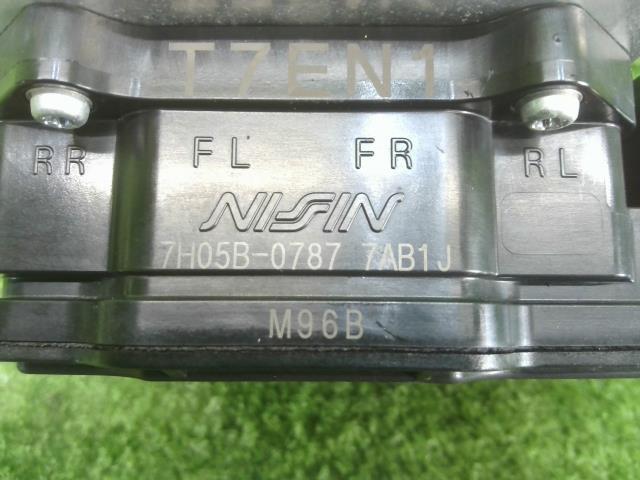 T7EN1
RR FL FR RL
NISSIN
7H05B-0787 7AB1J
M96B